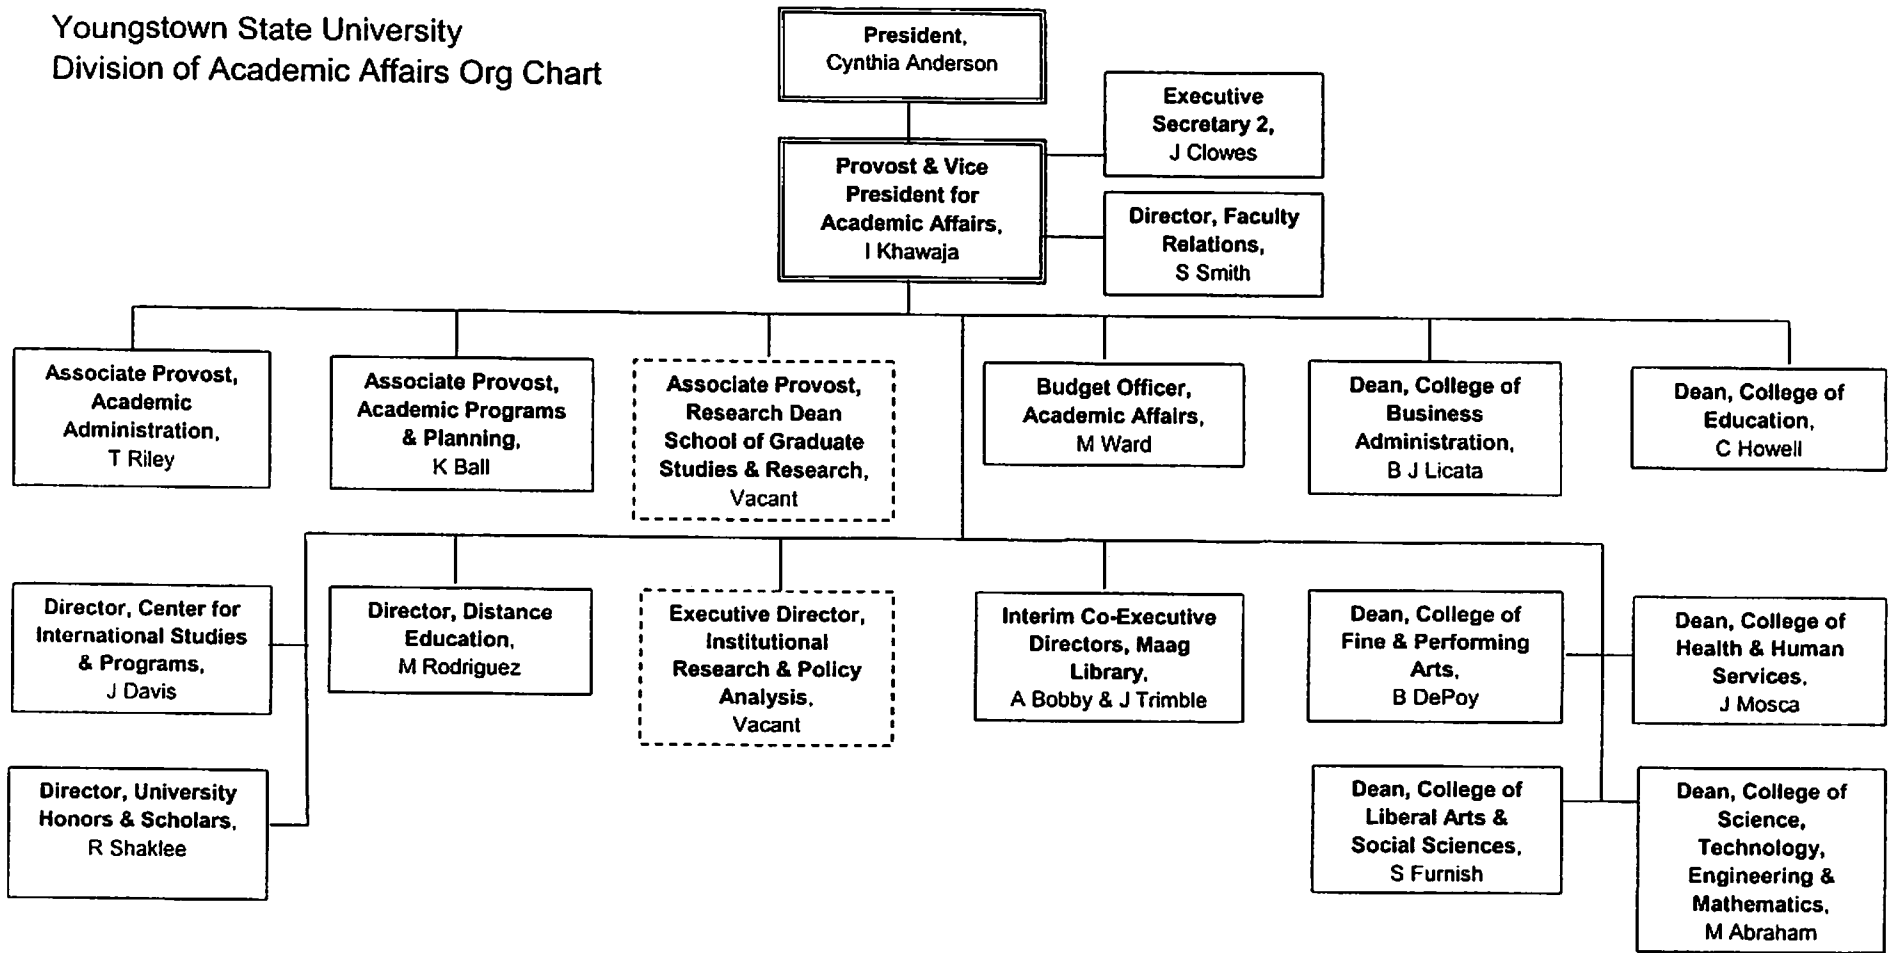 Youngstown State University
Division of Academic Affairs Org Chart
President,
Cynthia Anderson
Executive
Secretary 2,
J Clowes
Provost & Vice
President for
Academic Affairs,
I Khawaja
Director, Faculty
Relations,
S Smith
Associate Provost,
Academic
Administration,
T Riley
Associate Provost,
Academic Programs
& Planning,
K Ball
Associate Provost,
Research Dean
School of Graduate
Studies & Research,
Vacant
Budget Officer,
Academic Affairs,
M Ward
Dean, College of
Business
Administration,
B J Licata
Dean, College of
Education,
C Howell
Director, Center for
International Studies
& Programs,
J Davis
Director, Distance
Education,
M Rodriguez
Executive Director,
Institutional
Research & Policy
Analysis,
Vacant
Interim Co-Executive
Directors, Maag
Library,
A Bobby & J Trimble
Dean, College of
Fine & Performing
Arts,
B DePoy
Dean, College of
Health & Human
Services,
J Mosca
Director, University
Honors & Scholars,
R Shaklee
Dean, College of
Liberal Arts &
Social Sciences,
S Furnish
Dean, College of
Science,
Technology,
Engineering &
Mathematics,
M Abraham